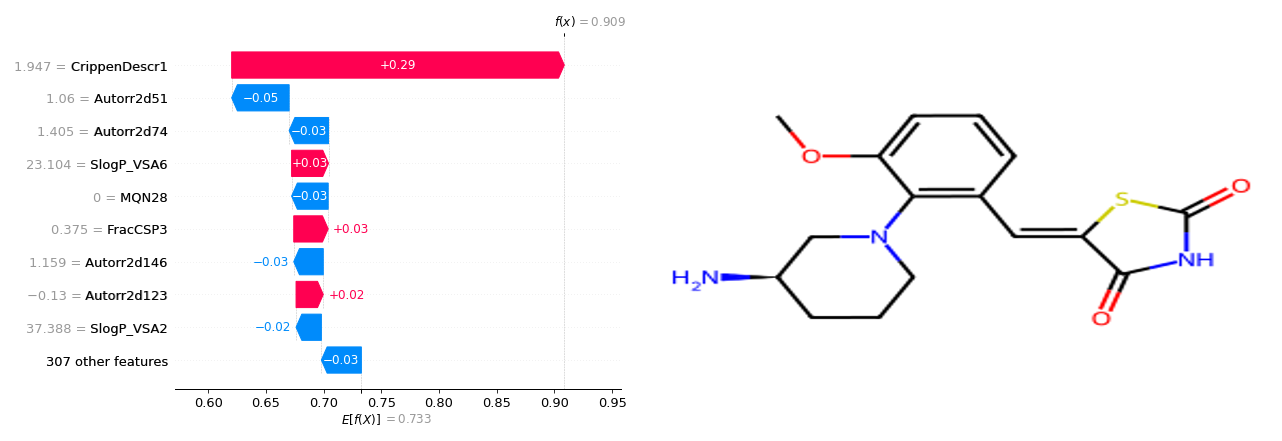 f(x) = 0.909
1.947 = CrippenDescr1 +0.29
1.06 = Autorr2d51 −0.05
1.405 = Autorr2d74 −0.03
23.104 = SlogP_VSA6 +0.03
0 = MQN28 −0.03
0.375 = FracCSP3 +0.03
1.159 = Autorr2d146 −0.03
−0.13 = Autorr2d123 +0.02
37.388 = SlogP_VSA2 −0.02
307 other features −0.03
0.60 0.65 0.70 0.75 0.80 0.85 0.90 0.95
E[f(X)] = 0.733
O
S
O
N
NH
H₂N
O